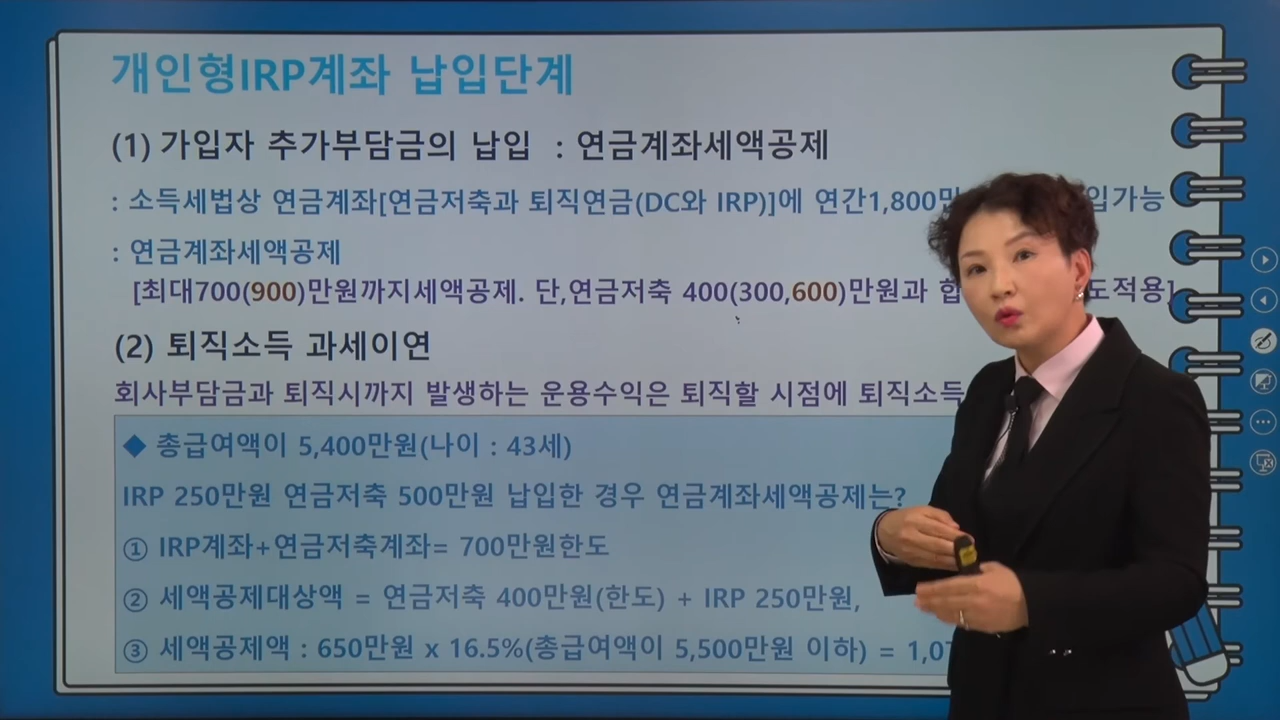 개인형IRP계좌 납입단계
(1) 가입자 추가부담금의 납입 : 연금계좌세액공제
: 소득세법상 연금계좌[연금저축과 퇴직연금(DC와 IRP)]에 연간1,800만 입가능
: 연금계좌세액공제
[최대700(900)만원까지세액공제. 단,연금저축 400(300,600)만원과 합 도적용]
(2) 퇴직소득 과세이연
회사부담금과 퇴직시까지 발생하는 운용수익은 퇴직할 시점에 퇴직소득
◆ 총급여액이 5,400만원(나이 : 43세)
IRP 250만원 연금저축 500만원 납입한 경우 연금계좌세액공제는?
① IRP계좌+연금저축계좌= 700만원한도
② 세액공제대상액 = 연금저축 400만원(한도) + IRP 250만원,
③ 세액공제액 : 650만원 x 16.5%(총급여액이 5,500만원 이하) = 1,07